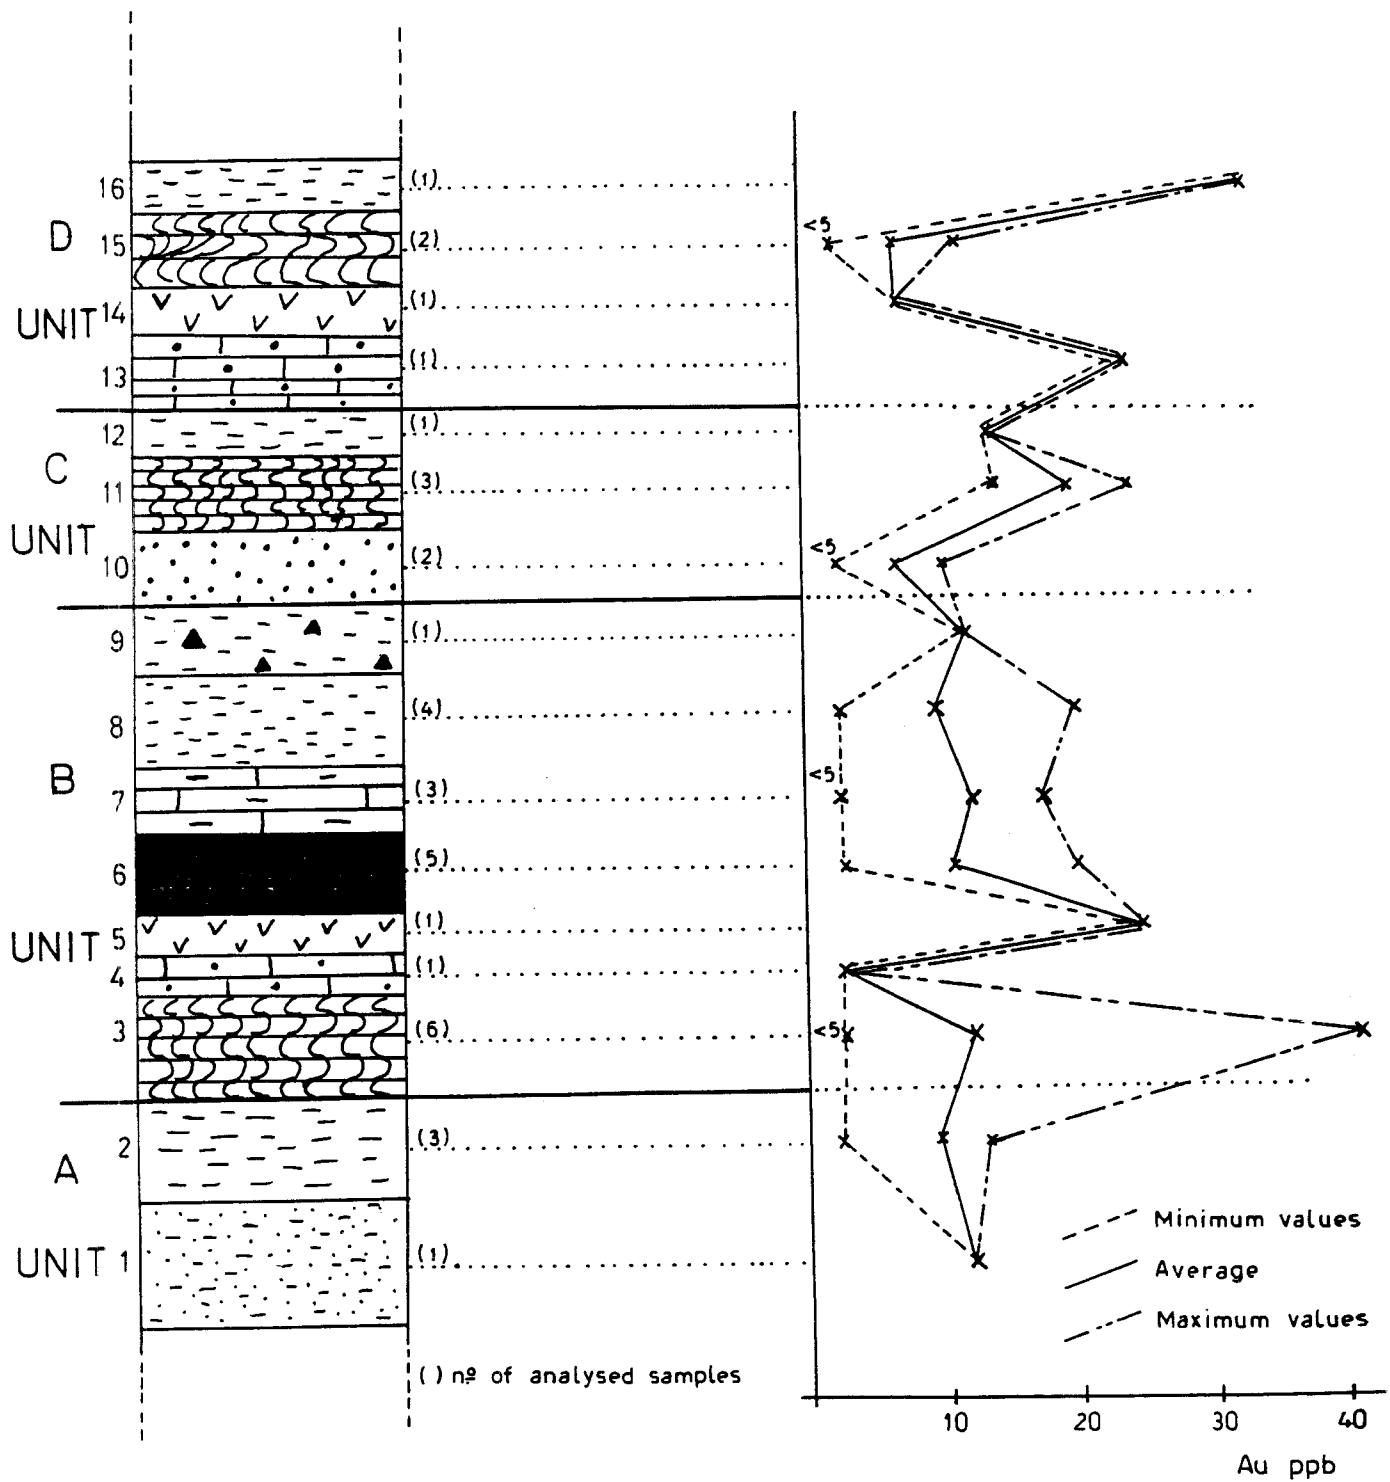 16 (1)
<5
D 15 (2)
UNIT 14 (1)
13 (1)
12 (1)
C
11 (3)
UNIT
<5
10 (2)
9 (1)
8 (4)
B
<5
7 (3)
6 (5)
UNIT 5 (1)
4 (1)
3 (6) <5
2 (3)
A
UNIT 1 (1)
Minimum values
Average
Maximum values
( ) nº of analysed samples
10 20 30 40
Au ppb